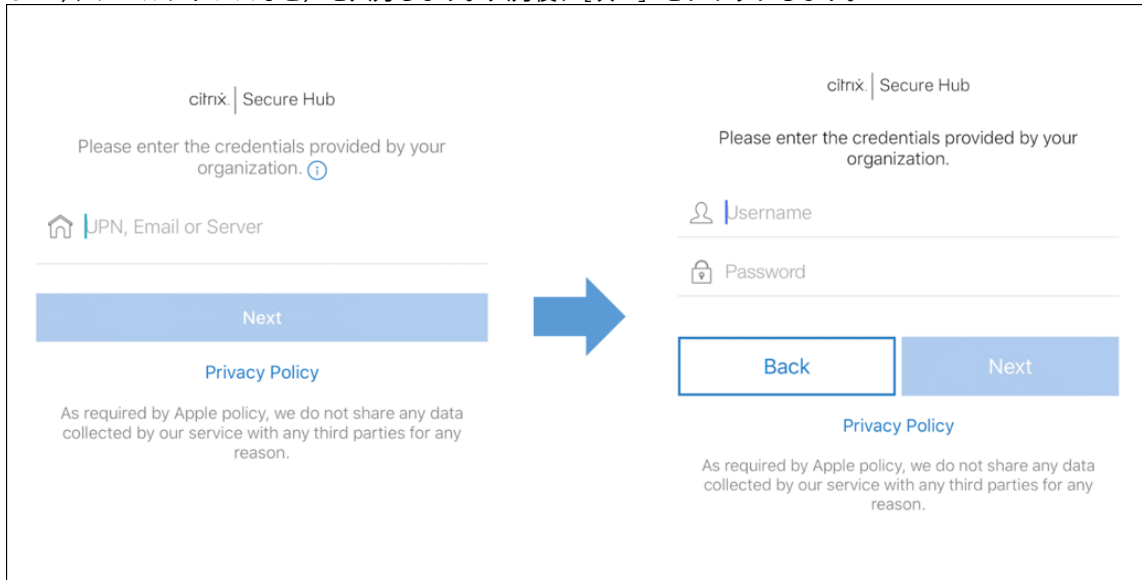 citrix. | Secure Hub
Please enter the credentials provided by your
organization.
UPN, Email or Server
Next
Privacy Policy
As required by Apple policy, we do not share any data
collected by our service with any third parties for any
reason.
citrix. | Secure Hub
Please enter the credentials provided by your
organization.
Username
Password
Back
Next
Privacy Policy
As required by Apple policy, we do not share any data
collected by our service with any third parties for any
reason.